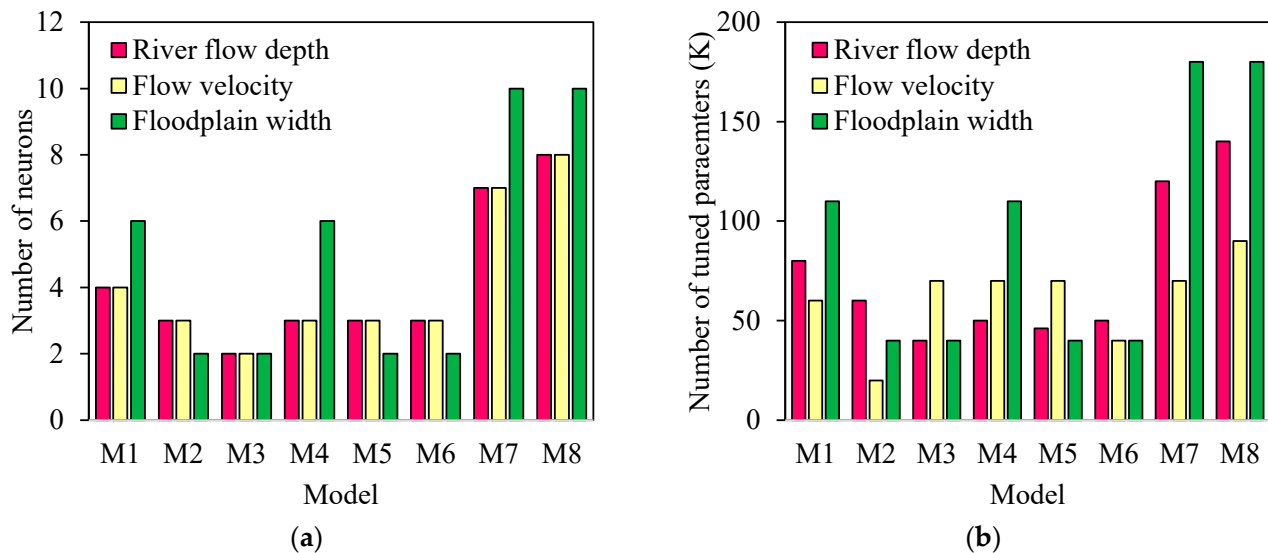 12
10
8
6
4
2
0
Number of neurons
River flow depth
Flow velocity
Floodplain width
M1 M2 M3 M4 M5 M6 M7 M8
Model
(a)
200
150
100
50
0
Number of tuned paraemters (K)
River flow depth
Flow velocity
Floodplain width
M1 M2 M3 M4 M5 M6 M7 M8
Model
(b)